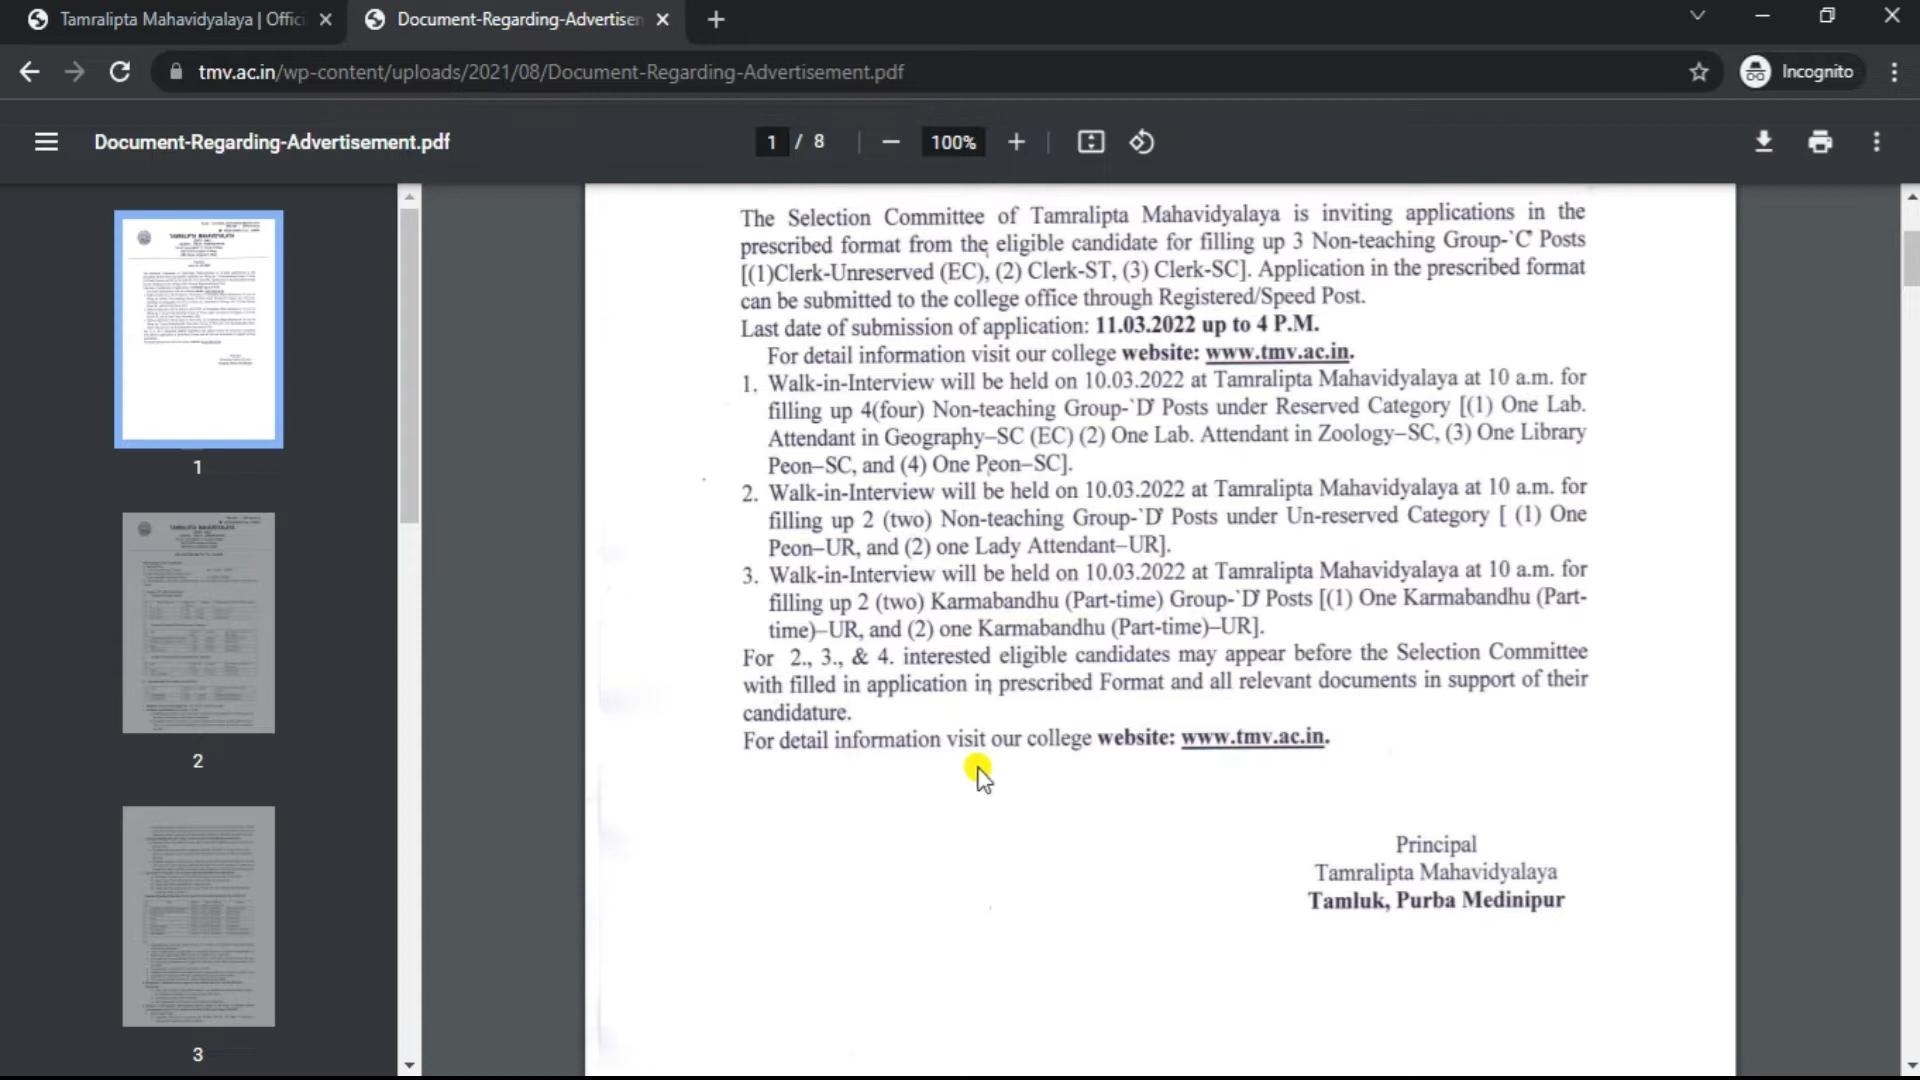 Tamralipta Mahavidyalaya | Offici
Document-Regarding-Advertisem
tmv.ac.in/wp-content/uploads/2021/08/Document-Regarding-Advertisement.pdf
Incognito
Document-Regarding-Advertisement.pdf
1 / 8
100%
1
2
3
The Selection Committee of Tamralipta Mahavidyalaya is inviting applications in the
prescribed format from the eligible candidate for filling up 3 Non-teaching Group-`C' Posts
[(1)Clerk-Unreserved (EC), (2) Clerk-ST, (3) Clerk-SC]. Application in the prescribed format
can be submitted to the college office through Registered/Speed Post.
Last date of submission of application: 11.03.2022 up to 4 P.M.
For detail information visit our college website: www.tmv.ac.in.
1. Walk-in-Interview will be held on 10.03.2022 at Tamralipta Mahavidyalaya at 10 a.m. for
filling up 4(four) Non-teaching Group-`D' Posts under Reserved Category [(1) One Lab.
Attendant in Geography–SC (EC) (2) One Lab. Attendant in Zoology–SC, (3) One Library
Peon–SC, and (4) One Peon–SC].
2. Walk-in-Interview will be held on 10.03.2022 at Tamralipta Mahavidyalaya at 10 a.m. for
filling up 2 (two) Non-teaching Group-`D' Posts under Un-reserved Category [ (1) One
Peon–UR, and (2) one Lady Attendant–UR].
3. Walk-in-Interview will be held on 10.03.2022 at Tamralipta Mahavidyalaya at 10 a.m. for
filling up 2 (two) Karmabandhu (Part-time) Group-`D' Posts [(1) One Karmabandhu (Part-
time)–UR, and (2) one Karmabandhu (Part-time)–UR].
For 2., 3., & 4. interested eligible candidates may appear before the Selection Committee
with filled in application in prescribed Format and all relevant documents in support of their
candidature.
For detail information visit our college website: www.tmv.ac.in.
Principal
Tamralipta Mahavidyalaya
Tamluk, Purba Medinipur